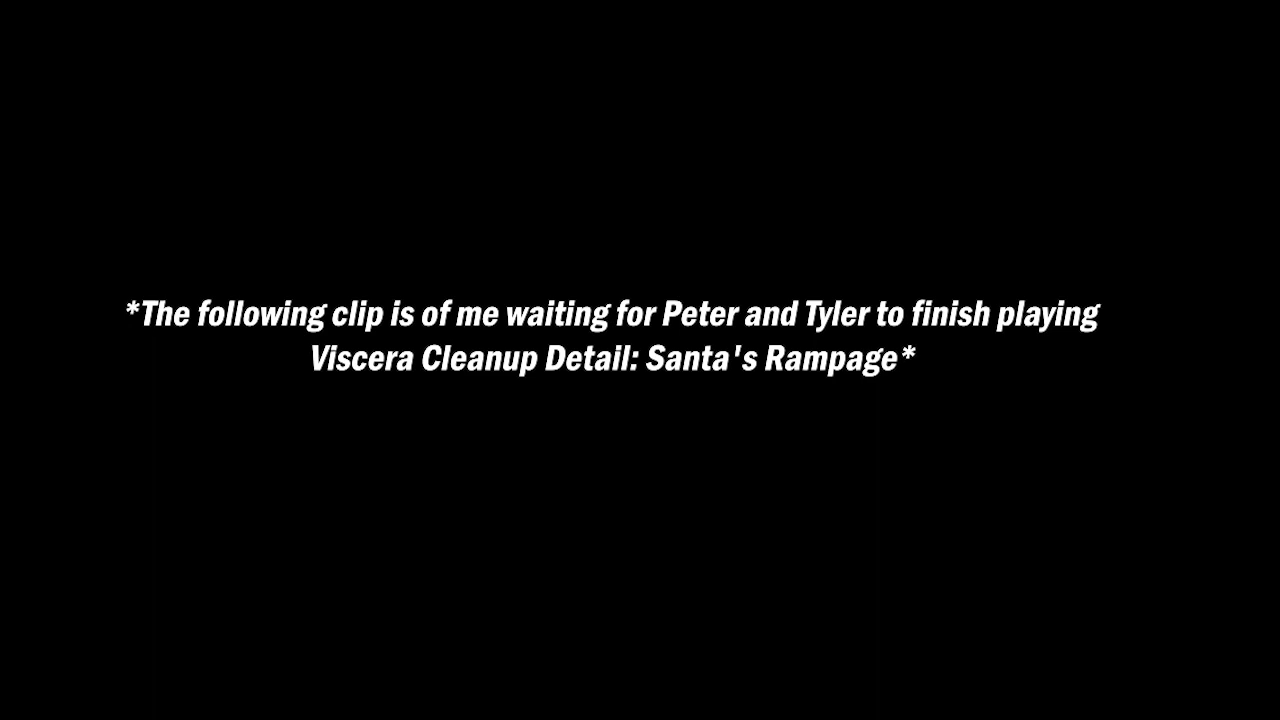 *The following clip is of me waiting for Peter and Tyler to finish playing
Viscera Cleanup Detail: Santa's Rampage*